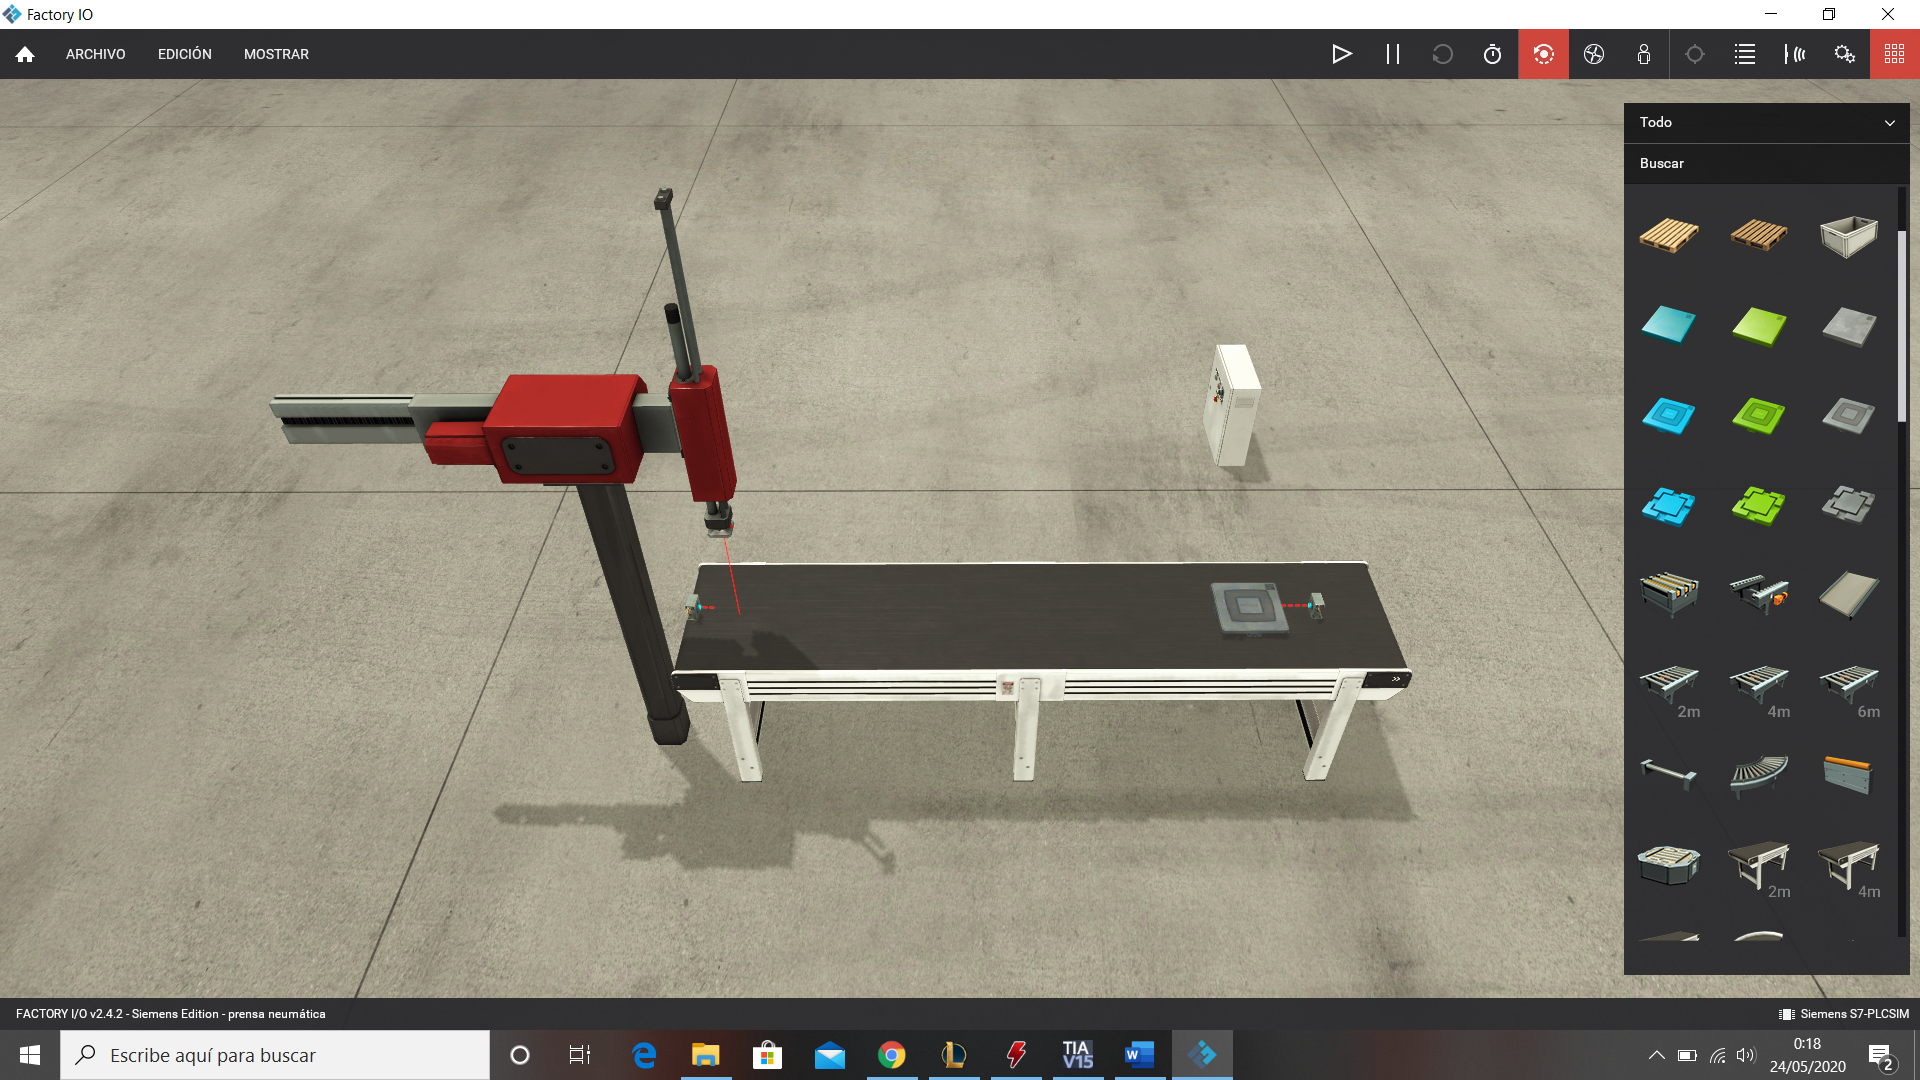 Factory IO
ARCHIVO EDICIÓN MOSTRAR
Todo
Buscar
2m 4m 6m
2m 4m
FACTORY I/O v2.4.2 - Siemens Edition - prensa neumática
Siemens S7-PLCSIM
Escribe aquí para buscar
TIA V15
W
0:18
24/05/2020
2